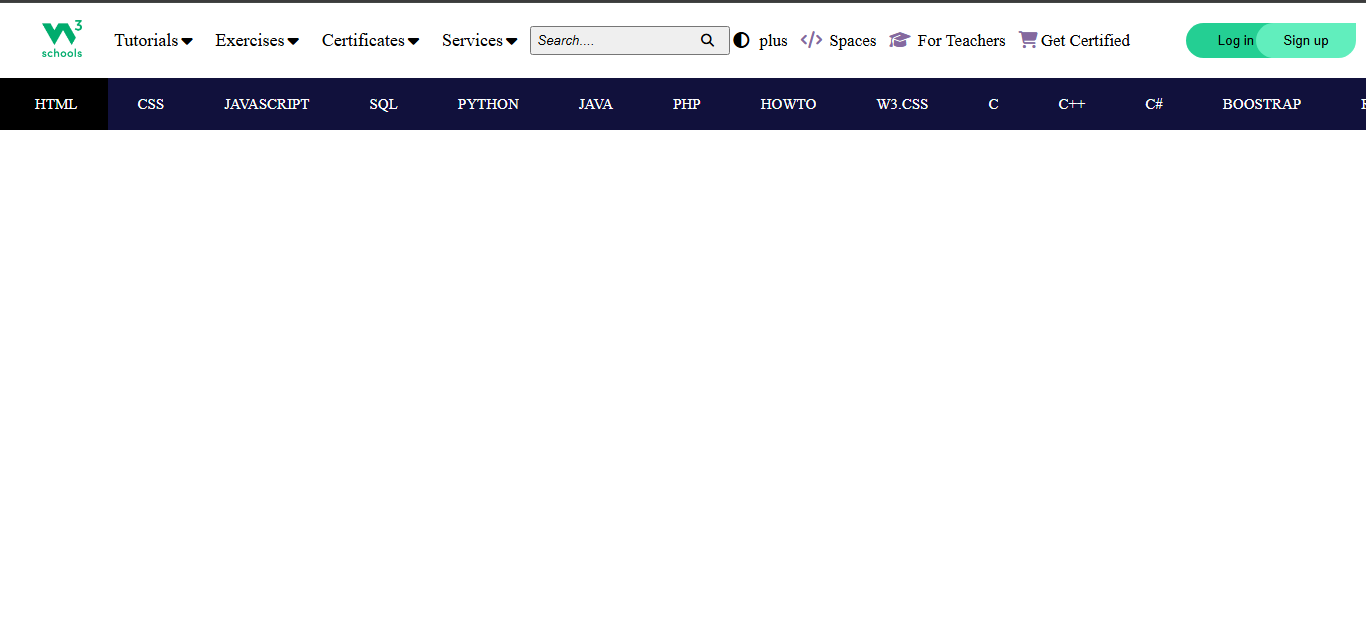 W3 schools Tutorials Exercises Certificates Services Search.... plus Spaces For Teachers Get Certified Log in Sign up
HTML CSS JAVASCRIPT SQL PYTHON JAVA PHP HOWTO W3.CSS C C++ C# BOOSTRAP